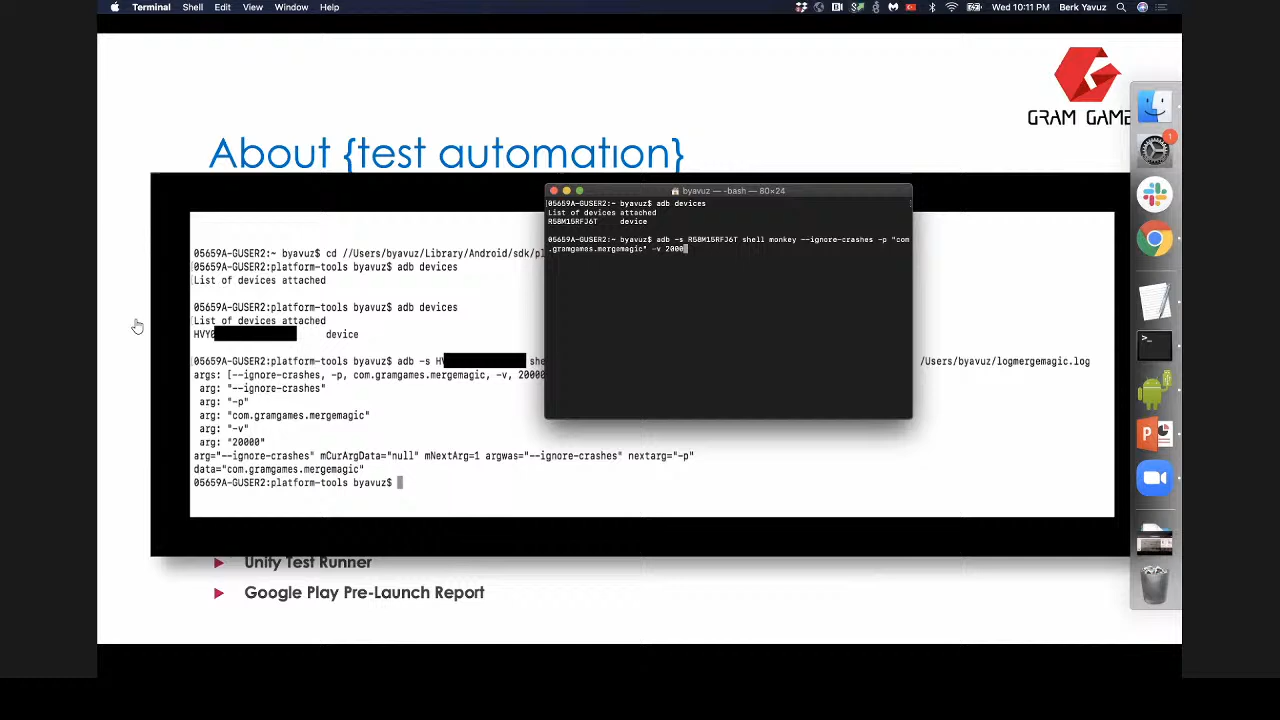 Terminal Shell Edit View Window Help Wed 10:11 PM Berk Yavuz
GRAM GAME
About {test automatıon}
05659A-GUSER2:~ byavuz$ cd //Users/byavuz/Library/Android/sdk/pl
05659A-GUSER2:platform-tools byavuz$ adb devices
List of devices attached
05659A-GUSER2:platform-tools byavuz$ adb devices
List of devices attached
HVY device
05659A-GUSER2:platform-tools byavuz$ adb -s H she /Users/byavuz/logmergemagic.log
args: [--ignore-crashes, -p, com.gramgames.mergemagic, -v, 20000
arg: "--ignore-crashes"
arg: "-p"
arg: "com.gramgames.mergemagic"
arg: "-v"
arg: "20000"
arg="--ignore-crashes" mCurArgData="null" mNextArg=1 argwas="--ignore-crashes" nextarg="-p"
data="com.gramgames.mergemagic"
05659A-GUSER2:platform-tools byavuz$
byavuz — -bash — 80×24
05659A-GUSER2:~ byavuz$ adb devices
List of devices attached
R58M15RFJ6T device
05659A-GUSER2:~ byavuz$ adb -s R58M15RFJ6T shell monkey --ignore-crashes -p "com
.gramgames.mergemagic" -v 2000
Unity Test Runner
Google Play Pre-Launch Report
1